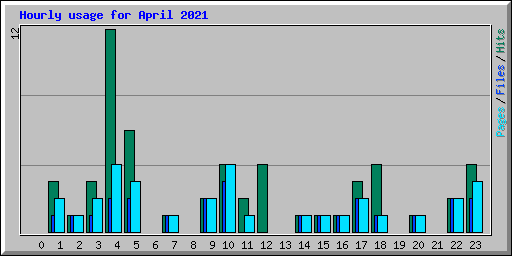 Hourly usage for April 2021
12
Pages/Files/Hits
0 1 2 3 4 5 6 7 8 9 10 11 12 13 14 15 16 17 18 19 20 21 22 23